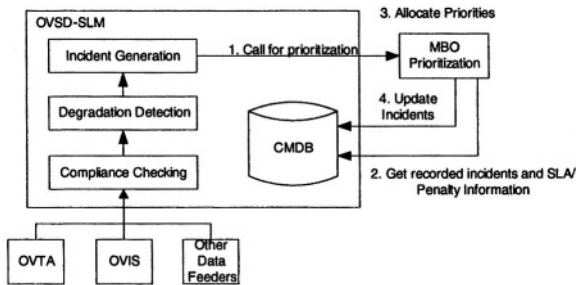 OVSD-SLM
3. Allocate Priorities
Incident Generation
1. Call for prioritization
MBO
Prioritization
Degradation Detection
4. Update
Incidents
CMDB
Compliance Checking
2. Get recorded incidents and SLA/
Penalty Information
OVTA
OVIS
Other
Data
Feeders